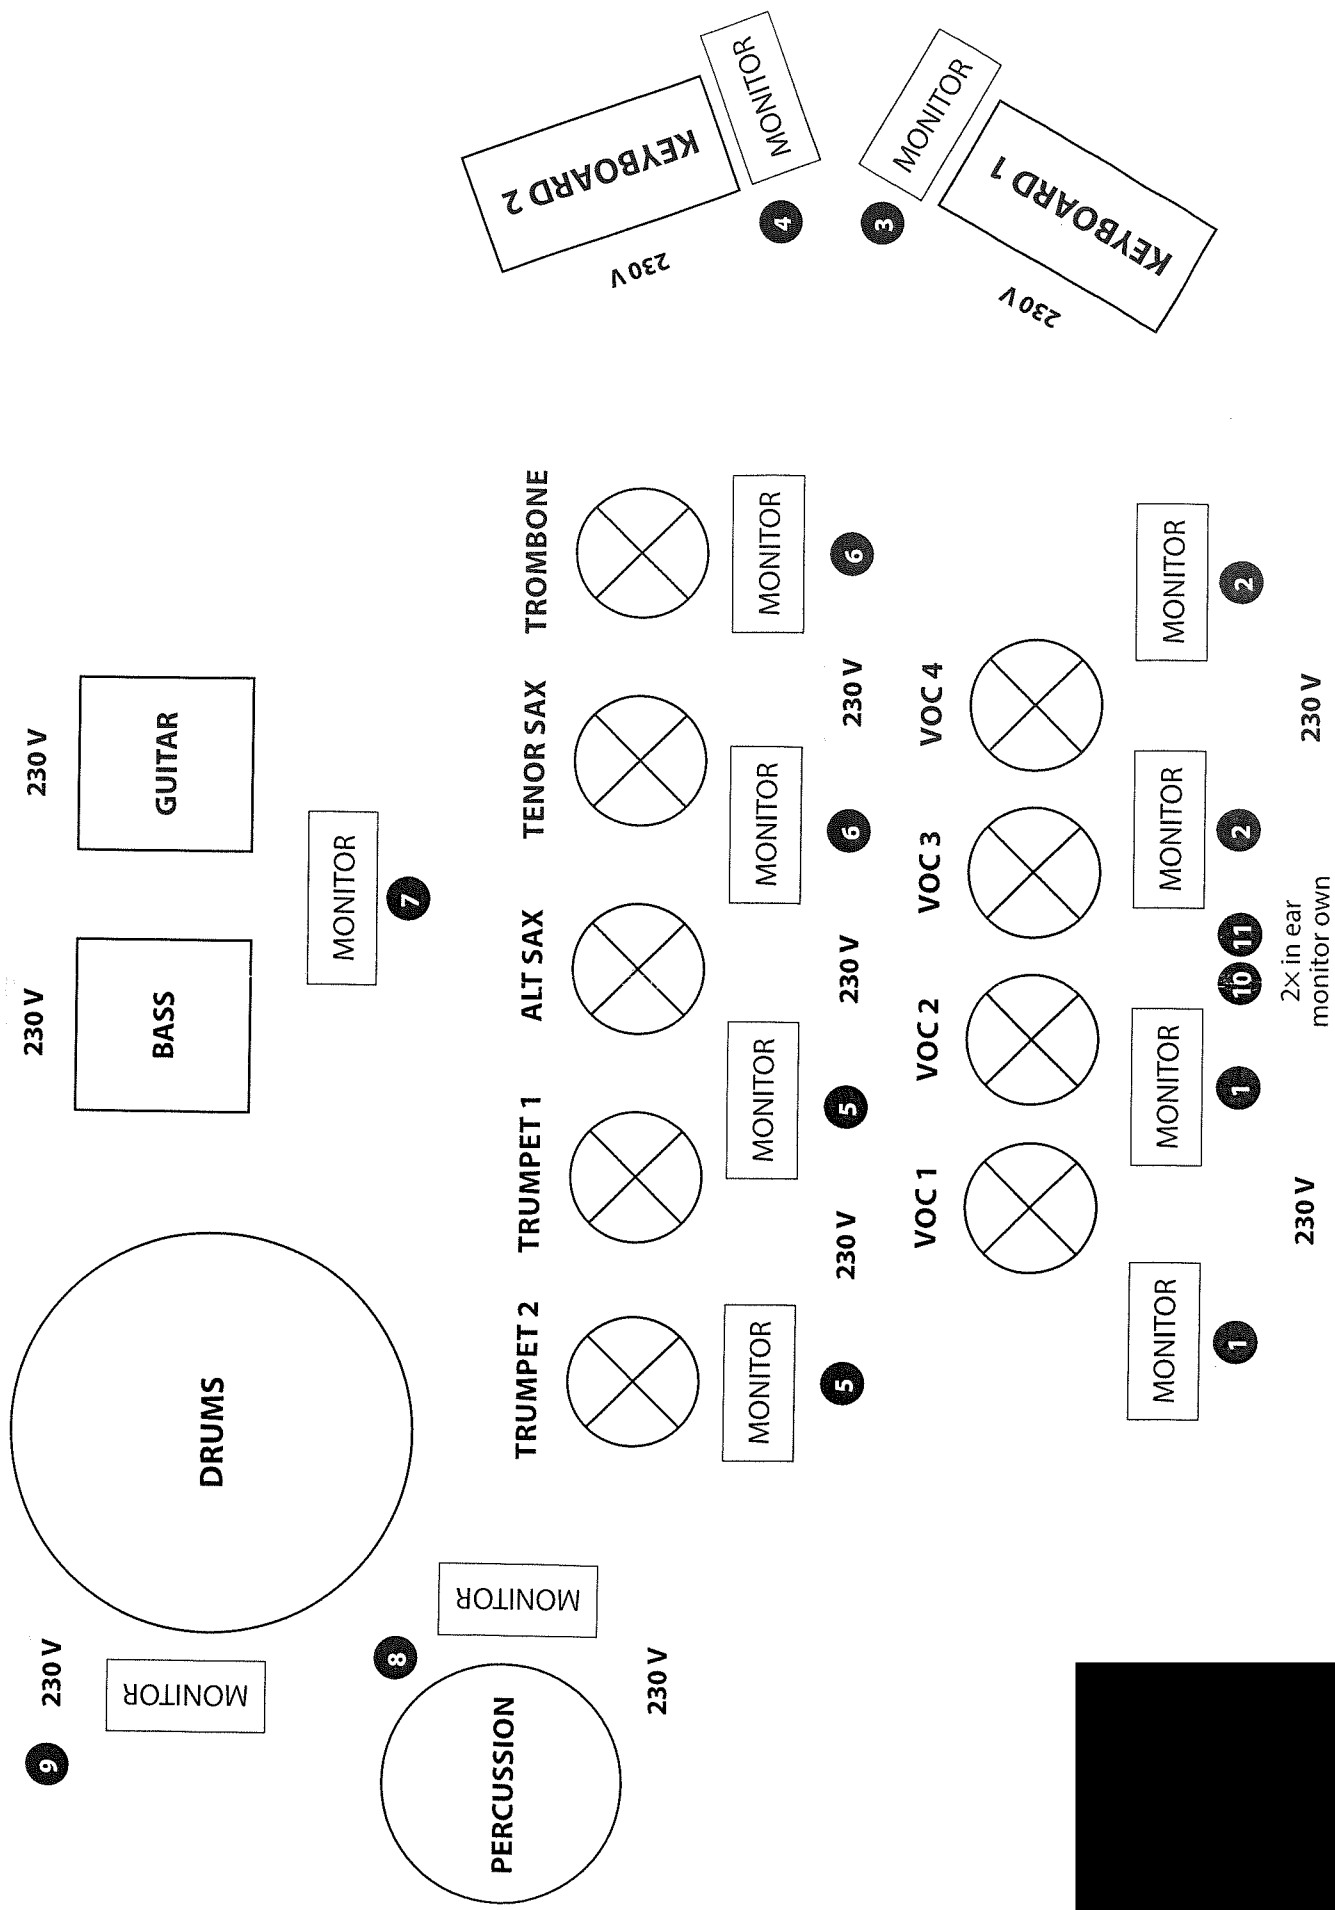 9
230 V
230 V
230 V
MONITOR
DRUMS
BASS
GUITAR
MONITOR
7
8
PERCUSSION
MONITOR
230 V
TRUMPET 2
TRUMPET 1
ALT SAX
TENOR SAX
TROMBONE
MONITOR
MONITOR
MONITOR
MONITOR
5
230 V
5
230 V
6
230 V
6
KEYBOARD 2
230 V
MONITOR
4
3
MONITOR
KEYBOARD 1
230 V
VOC 1
VOC 2
VOC 3
VOC 4
MONITOR
MONITOR
MONITOR
MONITOR
1
1
10 11
2
2
2x in ear
monitor own
230 V
230 V